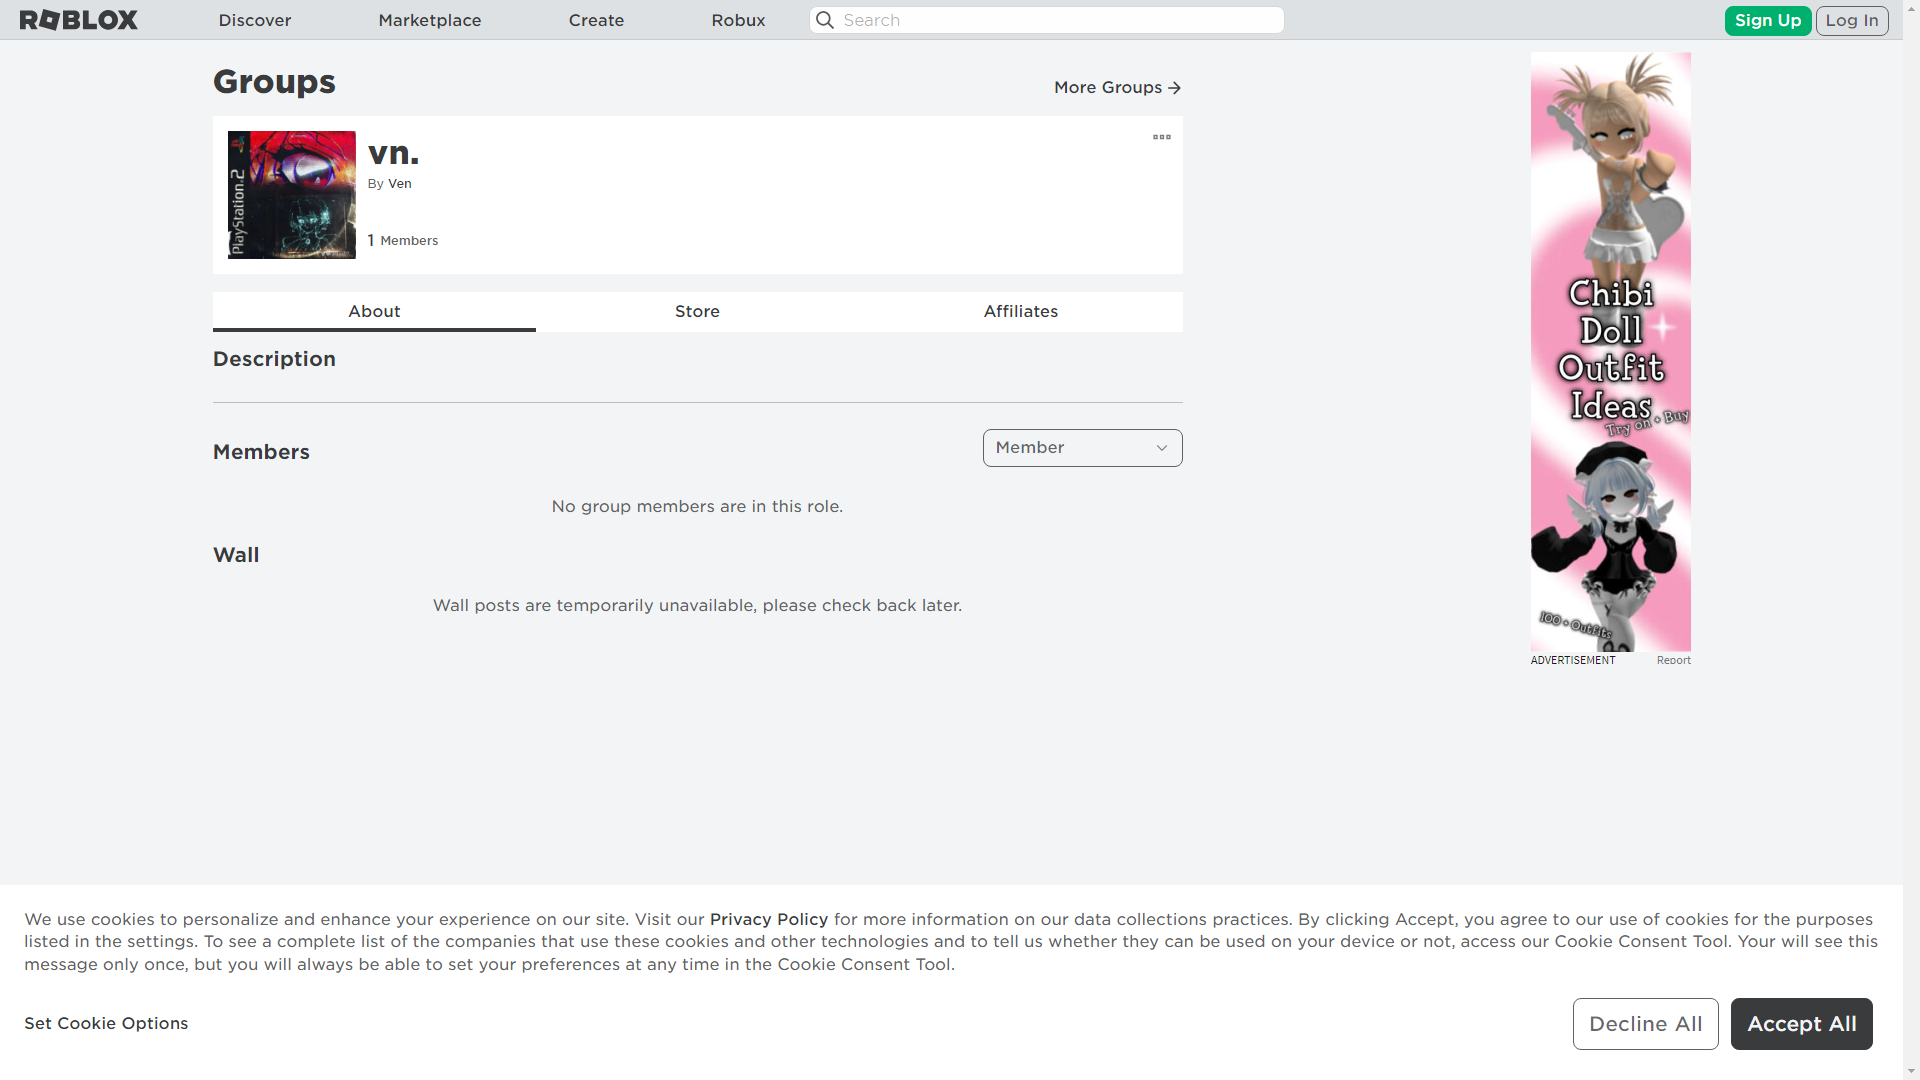 ROBLOX
Discover
Marketplace
Create
Robux
Search
Sign Up
Log In
Groups
More Groups
PlayStation.2
vn.
By Ven
1 Members
About
Store
Affiliates
Description
Members
Member
No group members are in this role.
Wall
Wall posts are temporarily unavailable, please check back later.
Chibi
Doll
Outfit
Ideas
Try on + Buy
100 + Outfits
ADVERTISEMENT
Report
We use cookies to personalize and enhance your experience on our site. Visit our Privacy Policy for more information on our data collections practices. By clicking Accept, you agree to our use of cookies for the purposes
listed in the settings. To see a complete list of the companies that use these cookies and other technologies and to tell us whether they can be used on your device or not, access our Cookie Consent Tool. Your will see this
message only once, but you will always be able to set your preferences at any time in the Cookie Consent Tool.
Set Cookie Options
Decline All
Accept All